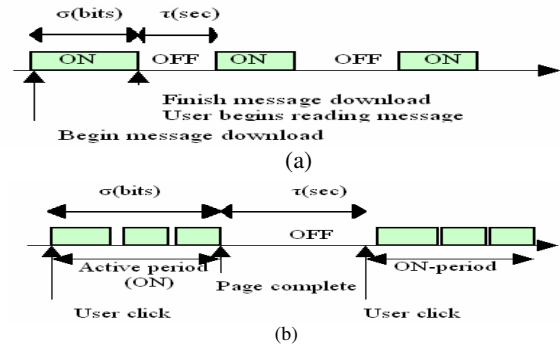 σ(bits) τ(sec)
ON OFF ON OFF ON
Finish message download
User begins reading message
Begin message download
(a)
σ(bits) τ(sec)
OFF
Active period
(ON)
ON-period
Page complete
User click User click
(b)